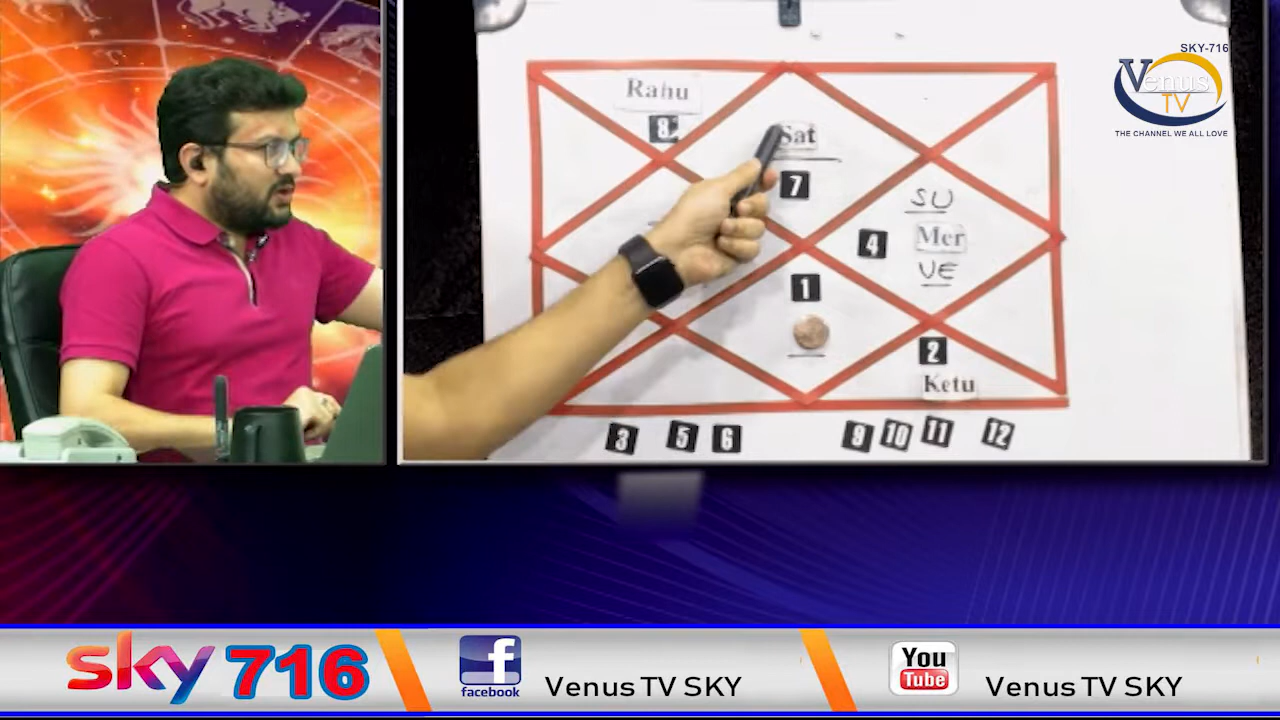 SKY-716
Venus
TV
THE CHANNEL WE ALL LOVE
Rahu
8
Sat
7
SU
4
Mer
VE
1
2
Ketu
3 5 6 9 10 11 12
sky 716
f
facebook
Venus TV SKY
You
Tube
Venus TV SKY